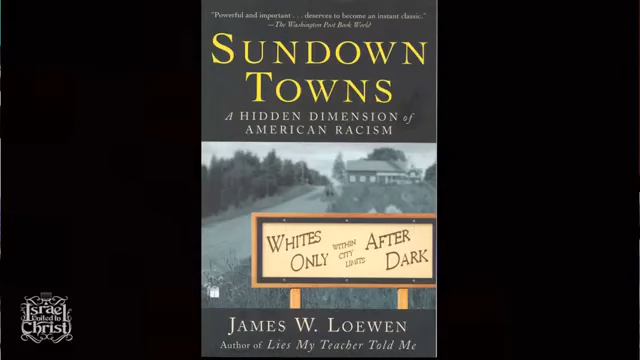 "Powerful and important . . . deserves to become an instant classic."
—The Washington Post Book World
SUNDOWN
TOWNS
A HIDDEN DIMENSION of
AMERICAN RACISM
WHITES
ONLY
WITHIN
CITY
LIMITS
AFTER
DARK
JAMES W. LOEWEN
Author of Lies My Teacher Told Me
Israel
United In
Christ